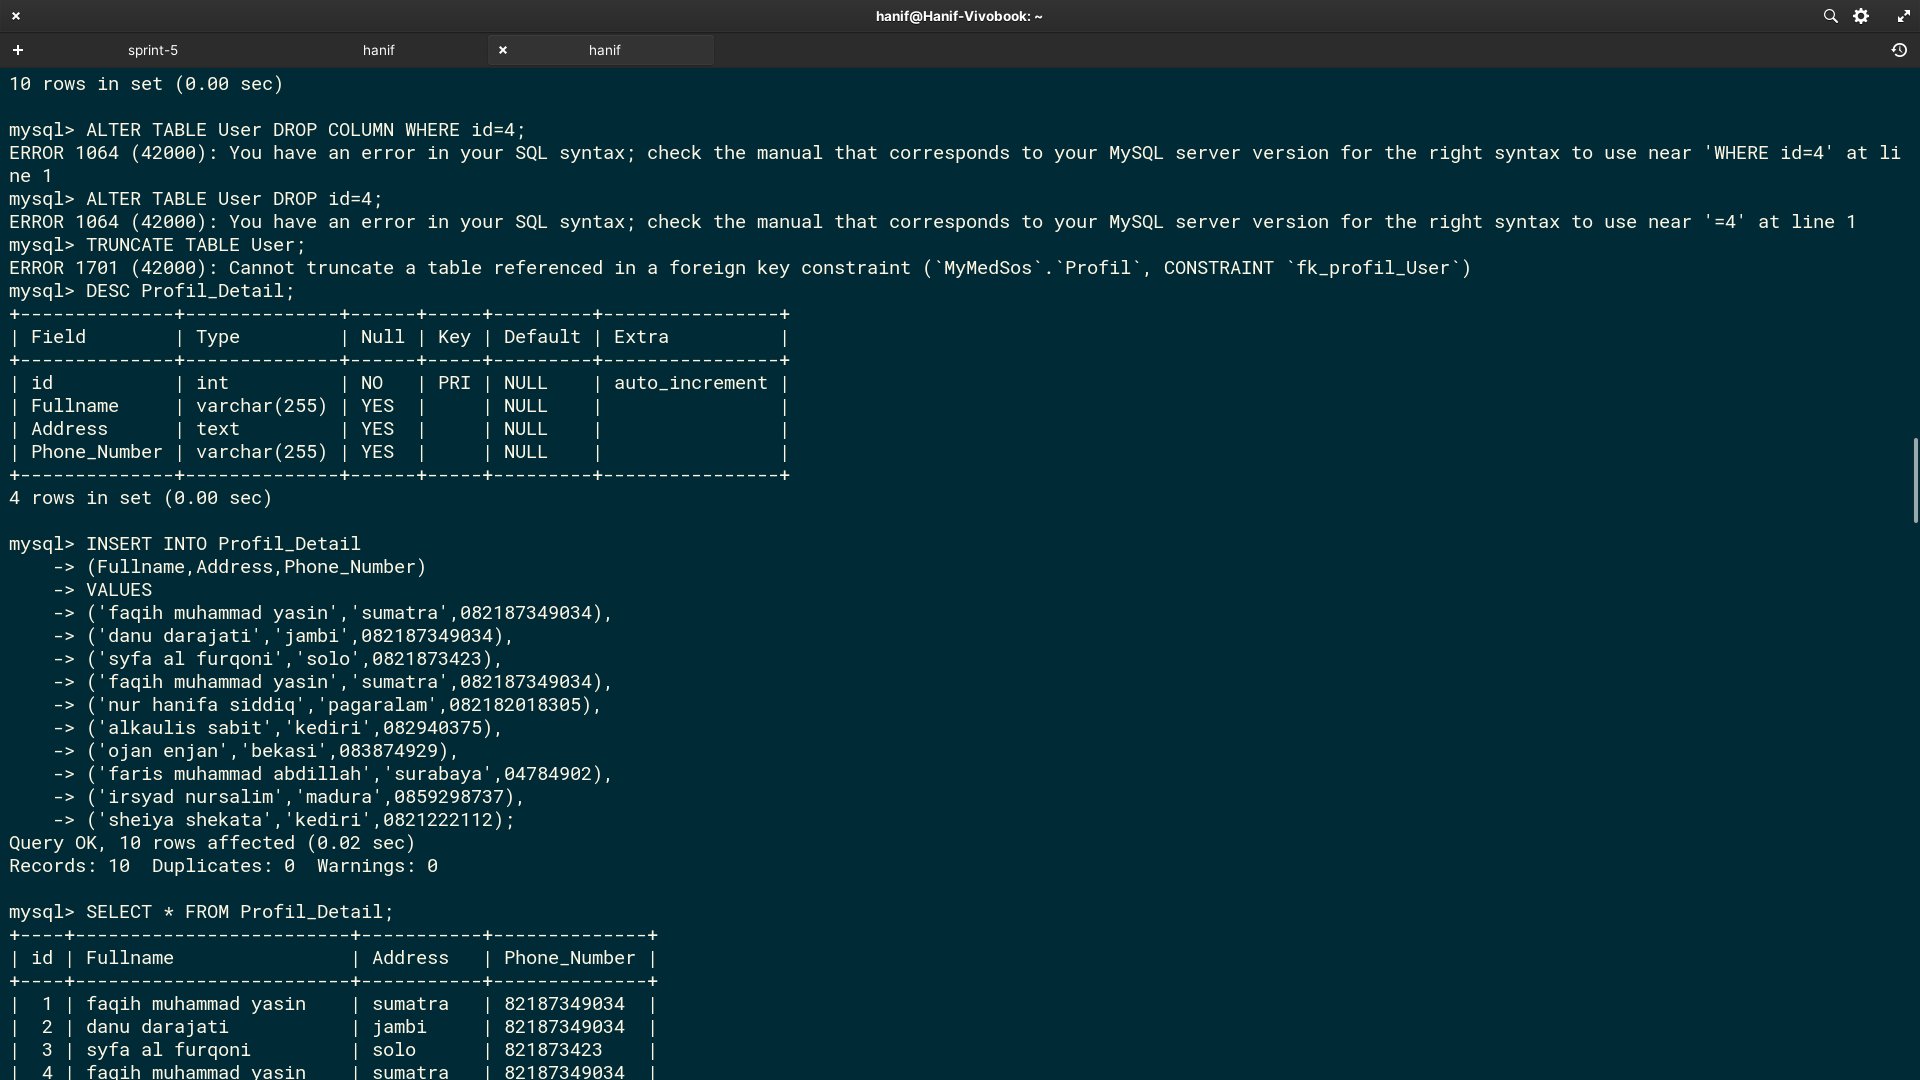 hanif@Hanif-Vivobook: ~
sprint-5
hanif
hanif
10 rows in set (0.00 sec)
mysql> ALTER TABLE User DROP COLUMN WHERE id=4;
ERROR 1064 (42000): You have an error in your SQL syntax; check the manual that corresponds to your MySQL server version for the right syntax to use near 'WHERE id=4' at li
ne 1
mysql> ALTER TABLE User DROP id=4;
ERROR 1064 (42000): You have an error in your SQL syntax; check the manual that corresponds to your MySQL server version for the right syntax to use near '=4' at line 1
mysql> TRUNCATE TABLE User;
ERROR 1701 (42000): Cannot truncate a table referenced in a foreign key constraint (`MyMedSos`.`Profil`, CONSTRAINT `fk_profil_User`)
mysql> DESC Profil_Detail;
+--------------+--------------+------+-----+---------+----------------+
| Field        | Type         | Null | Key | Default | Extra          |
+--------------+--------------+------+-----+---------+----------------+
| id           | int          | NO   | PRI | NULL    | auto_increment |
| Fullname     | varchar(255) | YES  |     | NULL    |                |
| Address      | text         | YES  |     | NULL    |                |
| Phone_Number | varchar(255) | YES  |     | NULL    |                |
+--------------+--------------+------+-----+---------+----------------+
4 rows in set (0.00 sec)
mysql> INSERT INTO Profil_Detail
    -> (Fullname,Address,Phone_Number)
    -> VALUES
    -> ('faqih muhammad yasin','sumatra',082187349034),
    -> ('danu darajati','jambi',082187349034),
    -> ('syfa al furqoni','solo',0821873423),
    -> ('faqih muhammad yasin','sumatra',082187349034),
    -> ('nur hanifa siddiq','pagaralam',082182018305),
    -> ('alkaulis sabit','kediri',082940375),
    -> ('ojan enjan','bekasi',083874929),
    -> ('faris muhammad abdillah','surabaya',04784902),
    -> ('irsyad nursalim','madura',0859298737),
    -> ('sheiya shekata','kediri',0821222112);
Query OK, 10 rows affected (0.02 sec)
Records: 10  Duplicates: 0  Warnings: 0
mysql> SELECT * FROM Profil_Detail;
+----+-------------------------+-----------+--------------+
| id | Fullname                | Address   | Phone_Number |
+----+-------------------------+-----------+--------------+
|  1 | faqih muhammad yasin    | sumatra   | 82187349034  |
|  2 | danu darajati           | jambi     | 82187349034  |
|  3 | syfa al furqoni         | solo      | 821873423    |
|  4 | faqih muhammad yasin    | sumatra   | 82187349034  |